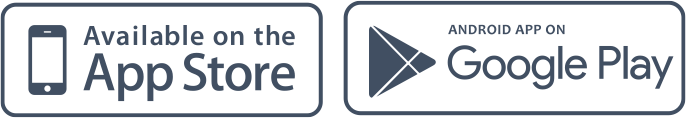 Available on the
App Store
ANDROID APP ON
Google Play